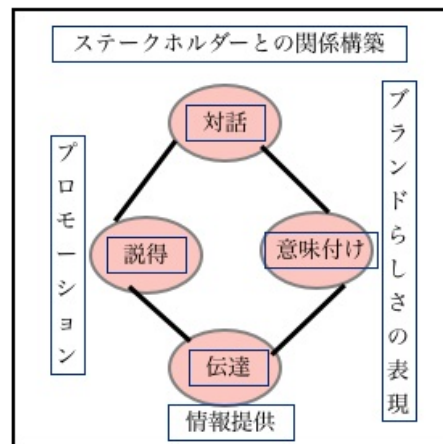 ステークホルダーとの関係構築
対話
プロモーション
説得
意味付け
ブランドらしさの表現
伝達
情報提供